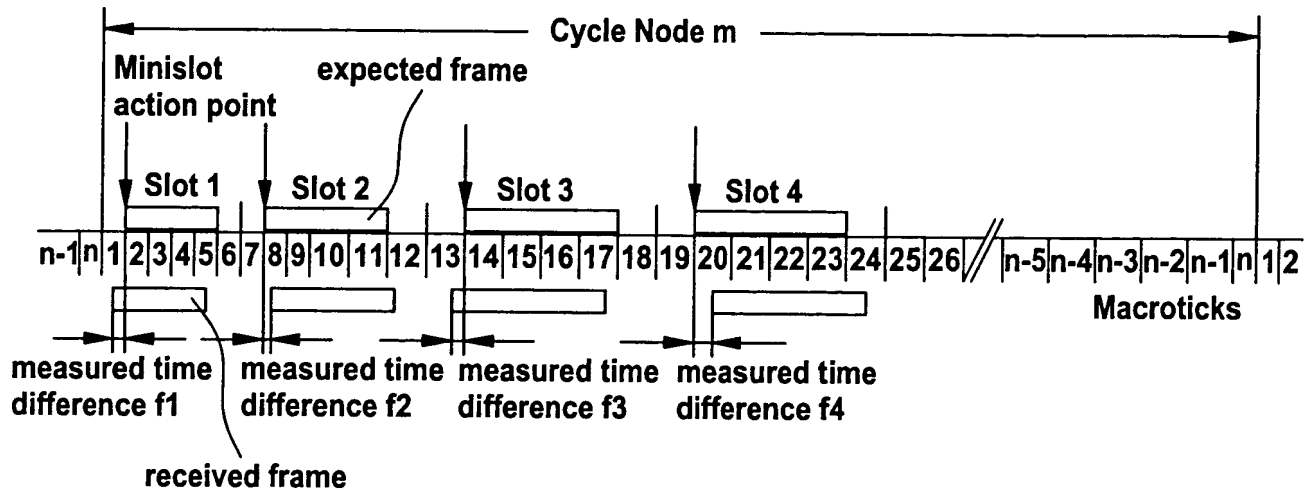 Cycle Node m
Minislot
action point
expected frame
Slot 1
Slot 2
Slot 3
Slot 4
n-1 n 1 2 3 4 5 6 7 8 9 10 11 12 13 14 15 16 17 18 19 20 21 22 23 24 25 26 n-5 n-4 n-3 n-2 n-1 n 1 2
Macroticks
measured time
difference f1
measured time
difference f2
measured time
difference f3
measured time
difference f4
received frame